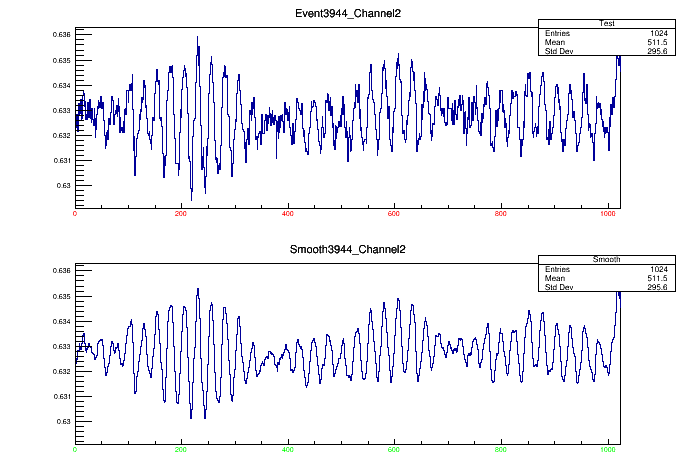 Event3944_Channel2
Test
Entries 1024
Mean 511.5
Std Dev 295.6
0.636
0.635
0.634
0.633
0.632
0.631
0.63
0 200 400 600 800 1000
Smooth3944_Channel2
Smooth
Entries 1024
Mean 511.5
Std Dev 295.6
0.636
0.635
0.634
0.633
0.632
0.631
0.63
0 200 400 600 800 1000